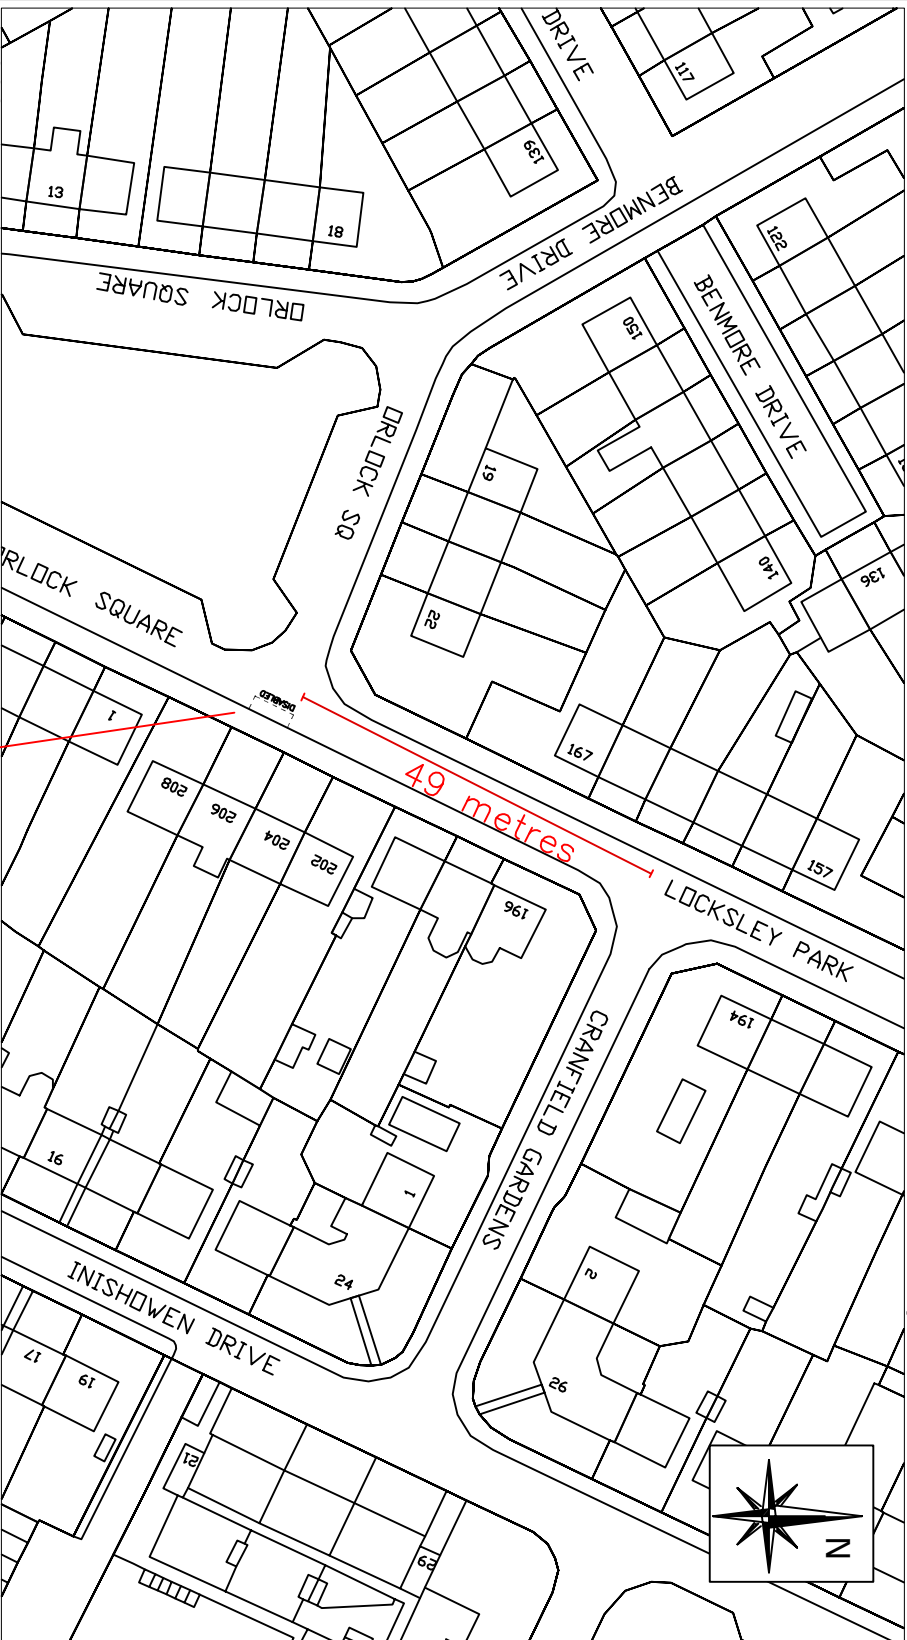 DRIVE
117
139
13
18
BENMORE DRIVE
122
ORLOCK SQUARE
BENMORE DRIVE
150
ORLOCK SQ
19
140
136
ORLOCK SQUARE
22
DISABLED
1
167
49 metres
208
206
204
202
157
196
LOCKSLEY PARK
194
CRANFIELD GARDENS
16
1
2
24
INISHOWEN DRIVE
17
19
26
21
29
N